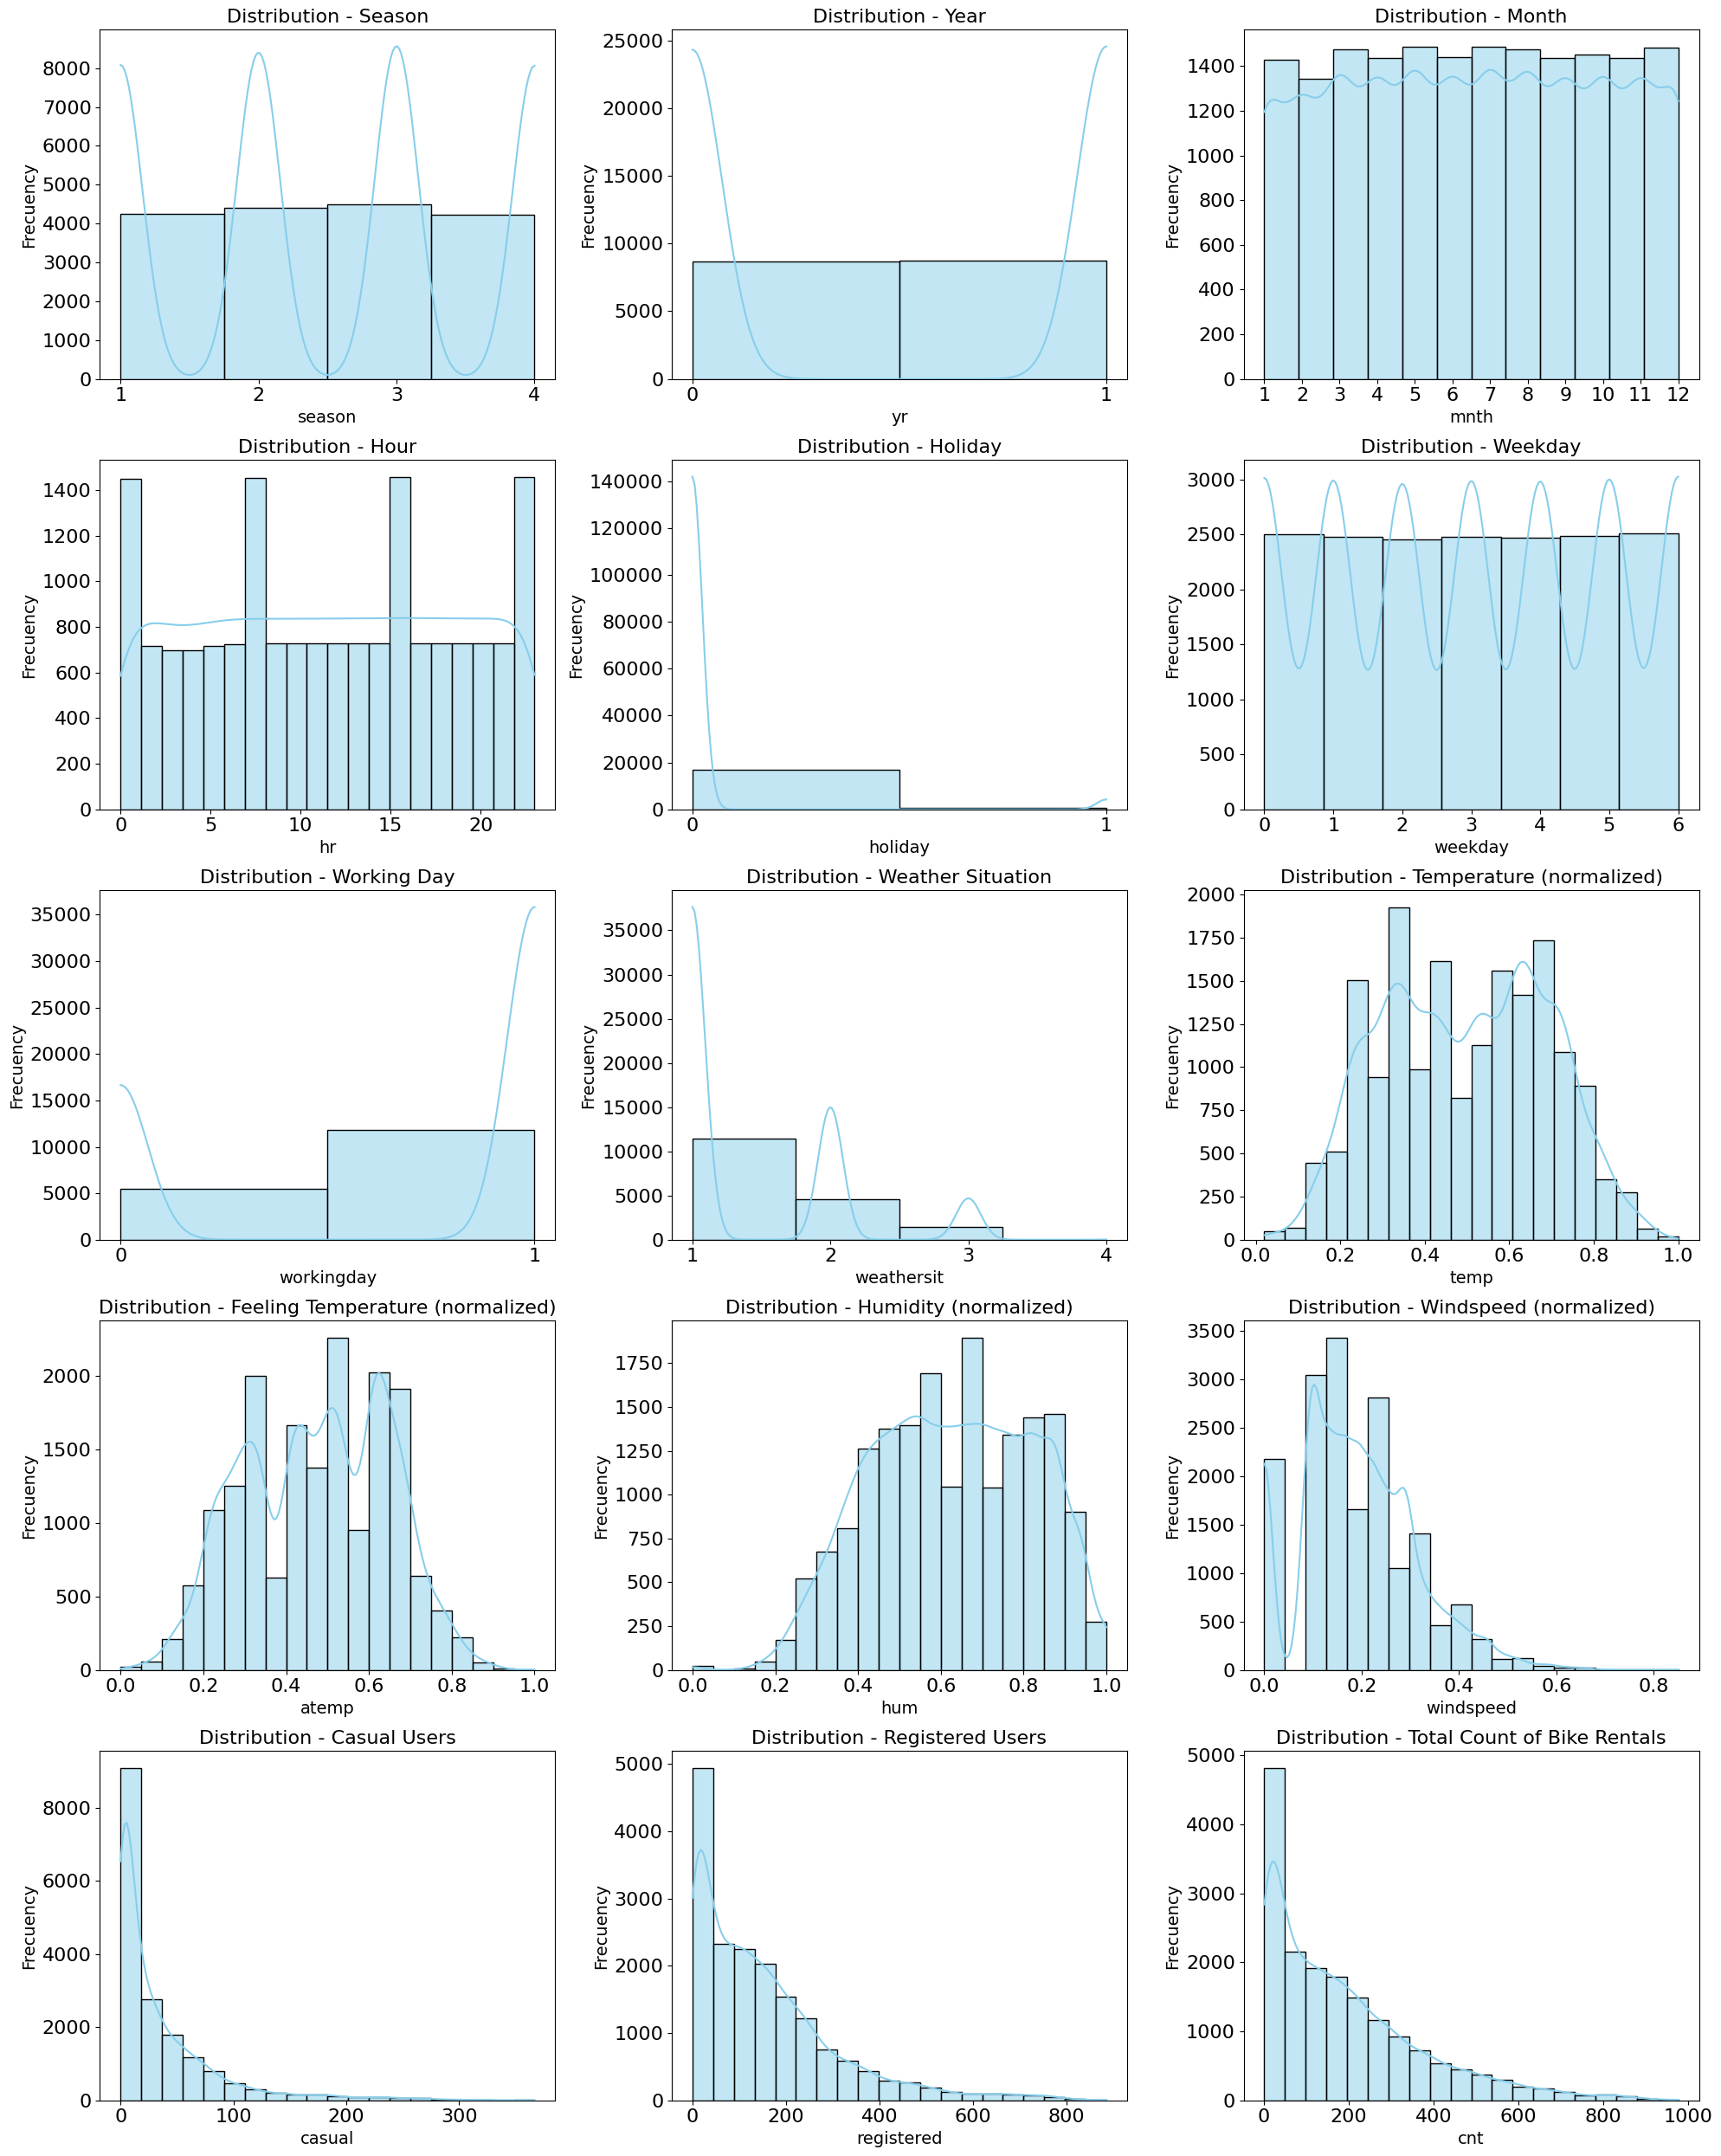 Distribution - Season
8000
7000
6000
5000
4000
3000
2000
1000
0
Frecuency
1 2 3 4
season
Distribution - Year
25000
20000
15000
10000
5000
0
Frecuency
0 1
yr
Distribution - Month
1400
1200
1000
800
600
400
200
0
Frecuency
1 2 3 4 5 6 7 8 9 10 11 12
mnth
Distribution - Hour
1400
1200
1000
800
600
400
200
0
Frecuency
0 5 10 15 20
hr
Distribution - Holiday
140000
120000
100000
80000
60000
40000
20000
0
Frecuency
0 1
holiday
Distribution - Weekday
3000
2500
2000
1500
1000
500
0
Frecuency
0 1 2 3 4 5 6
weekday
Distribution - Working Day
35000
30000
25000
20000
15000
10000
5000
0
Frecuency
0 1
workingday
Distribution - Weather Situation
35000
30000
25000
20000
15000
10000
5000
0
Frecuency
1 2 3 4
weathersit
Distribution - Temperature (normalized)
2000
1750
1500
1250
1000
750
500
250
0
Frecuency
0.0 0.2 0.4 0.6 0.8 1.0
temp
Distribution - Feeling Temperature (normalized)
2000
1500
1000
500
0
Frecuency
0.0 0.2 0.4 0.6 0.8 1.0
atemp
Distribution - Humidity (normalized)
1750
1500
1250
1000
750
500
250
0
Frecuency
0.0 0.2 0.4 0.6 0.8 1.0
hum
Distribution - Windspeed (normalized)
3500
3000
2500
2000
1500
1000
500
0
Frecuency
0.0 0.2 0.4 0.6 0.8
windspeed
Distribution - Casual Users
8000
6000
4000
2000
0
Frecuency
0 100 200 300
casual
Distribution - Registered Users
5000
4000
3000
2000
1000
0
Frecuency
0 200 400 600 800
registered
Distribution - Total Count of Bike Rentals
5000
4000
3000
2000
1000
0
Frecuency
0 200 400 600 800 1000
cnt